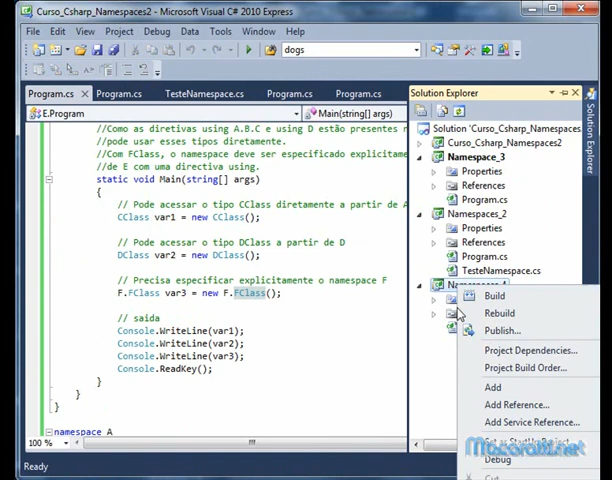 Curso_Csharp_Namespaces2 - Microsoft Visual C# 2010 Express
File Edit View Project Debug Data Tools Window Help
dogs
Program.cs Program.cs TesteNamespace.cs Program.cs Program.cs
E.Program Main(string[] args)
//Como as diretivas using A.B.C e using D estão presentes n
//pode usar esses tipos diretamente.
//Com FClass, o namespace deve ser especificado explicitame
//de E com uma directiva using.
static void Main(string[] args)
{
// Pode acessar o tipo CClass diretamente a partir de A
CClass var1 = new CClass();
// Pode acessar o tipo DClass a partir de D
DClass var2 = new DClass();
// Precisa especificar explicitamente o namespace F
F.FClass var3 = new F.FClass();
// saida
Console.WriteLine(var1);
Console.WriteLine(var2);
Console.WriteLine(var3);
Console.ReadKey();
}
}
}
namespace A
100 %
Ready
Solution Explorer
Solution 'Curso_Csharp_Namespaces
Curso_Csharp_Namespaces2
Namespace_3
Properties
References
Program.cs
Namespaces_2
Properties
References
Program.cs
TesteNamespace.cs
Build
Rebuild
Publish...
Project Dependencies...
Project Build Order...
Add
Add Reference...
Add Service Reference...
Set as StartUp Project
Debug
Cut
Solution Explorer